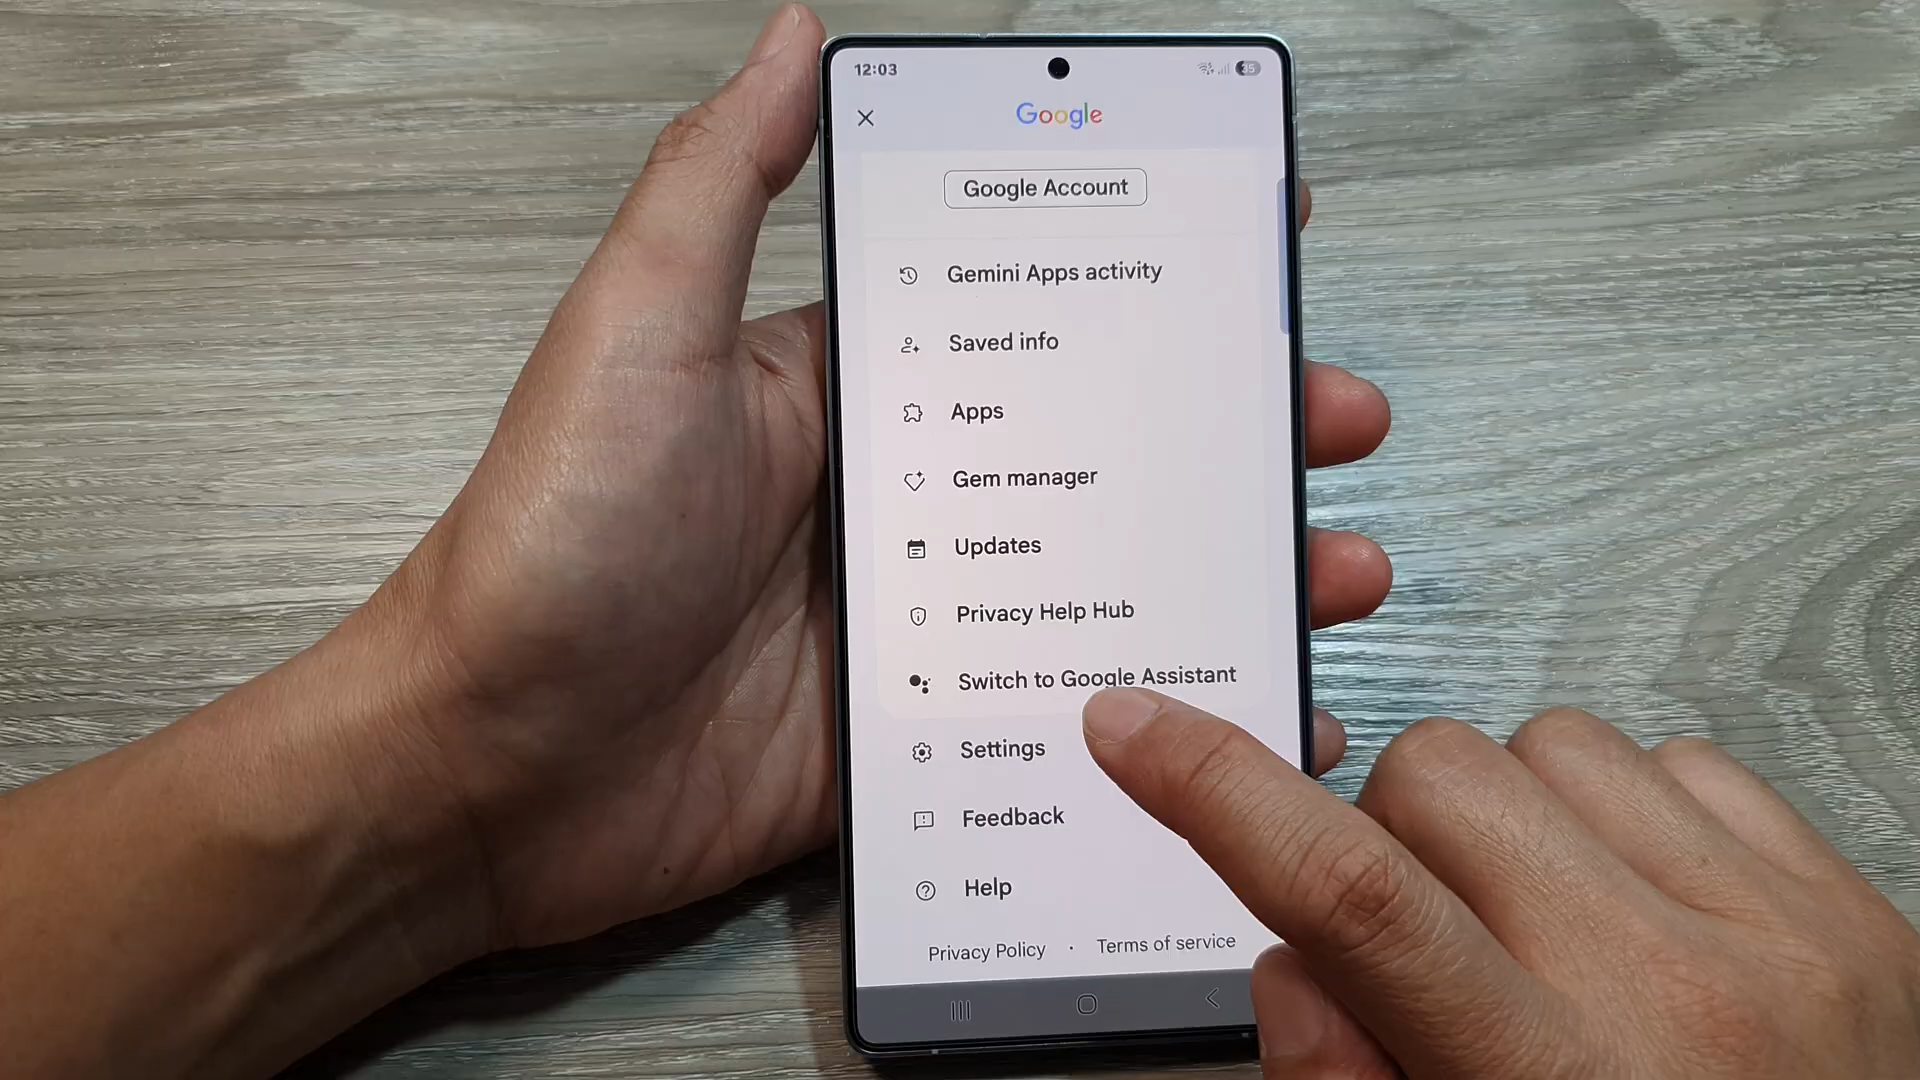 12:03
35
Google
Google Account
Gemini Apps activity
Saved info
Apps
Gem manager
Updates
Privacy Help Hub
Switch to Google Assistant
Settings
Feedback
Help
Privacy Policy · Terms of service